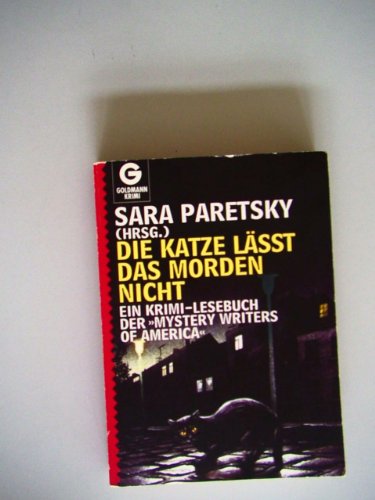 G
GOLDMANN
KRIMI
SARA PARETSKY
(HRSG.)
DIE KATZE LÄSST
DAS MORDEN
NICHT
EIN KRIMI-LESEBUCH
DER »MYSTERY WRITERS
OF AMERICA«